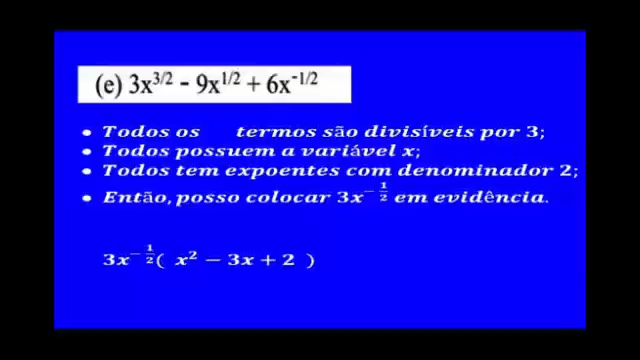 (e) 3x^{3/2} - 9x^{1/2} + 6x^{-1/2}
• Todos os termos são divisíveis por 3;
• Todos possuem a variável x;
• Todos tem expoentes com denominador 2;
• Então, posso colocar 3x^{-1/2} em evidência.
3x^{-1/2}( x² − 3x + 2 )